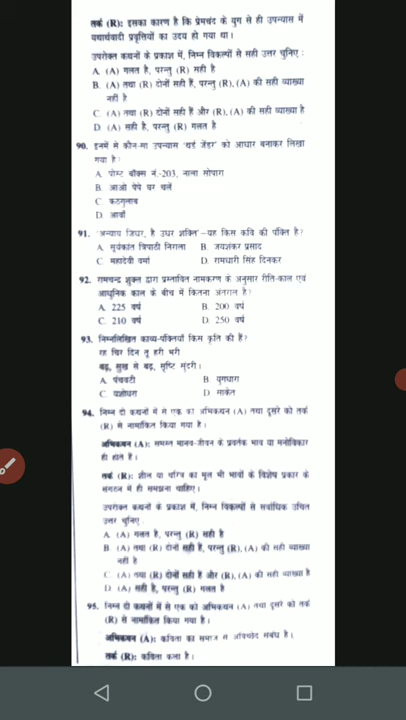 तर्क (R): इसका कारण है कि प्रेमचंद के युग से ही उपन्यास में
यथार्थवादी प्रवृत्तियों का उदय हो गया था।
उपरोक्त कथनों के प्रकाश में, निम्न विकल्पों से सही उत्तर चुनिए :
A. (A) गलत है, परन्तु (R) सही है
B. (A) तथा (R) दोनों सही हैं, परन्तु (R), (A) की सही व्याख्या
नहीं है
C. (A) तथा (R) दोनों सही हैं और (R), (A) की सही व्याख्या है
D (A) सही है, परन्तु (R) गलत है
90. इनमें से कौन-सा उपन्यास 'थर्ड जेंडर' को आधार बनाकर लिखा
गया है:
A. पोस्ट बॉक्स नं.-203, नाला सोपारा
B. आओ पेपे घर चलें
C. कठगुलाब
D. आवाँ
91. 'अन्याय जिधर, है उधर शक्ति'–यह किस कवि की पंक्ति है?
A. सूर्यकांत त्रिपाठी निराला B. जयशंकर प्रसाद
C. महादेवी वर्मा D. रामधारी सिंह दिनकर
92. रामचन्द्र शुक्ल द्वारा प्रस्तावित नामकरण के अनुसार रीति-काल एवं
आधुनिक काल के बीच में कितना अंतराल है?
A. 225 वर्ष B. 200 वर्ष
C. 210 वर्ष D. 250 वर्ष
93. निम्नलिखित काव्य-पंक्तियाँ किस कृति की हैं?
रह चिर दिन तू हरी भरी
बढ़, सुख से बढ़, सृष्टि सुंदरी।
A. पंचवटी B. युगधारा
C. यशोधरा D साकेत
94. निम्न दो कथनों में से एक को अभिकथन (A) तथा दूसरे को तर्क
(R) से नामांकित किया गया है।
अभिकथन (A): समस्त मानव-जीवन के प्रवर्तक भाव या मनोविकार
ही होते हैं।
तर्क (R): शील या चरित्र का मूल भी भावों के विशेष प्रकार के
संगठन में ही समझना चाहिए।
उपरोक्त कथनों के प्रकाश में, निम्न विकल्पों से सर्वाधिक उचित
उत्तर चुनिए
A. (A) गलत है, परन्तु (R) सही है
B. (A) तथा (R) दोनों सही हैं, परन्तु (R), (A) की सही व्याख्या
नहीं है
C. (A) तथा (R) दोनों सही हैं और (R), (A) की सही व्याख्या है
D. (A) सही है, परन्तु (R) गलत है
95. निम्न दो कथनों में से एक को अभिकथन (A) तथा दूसरे को तर्क
(R) से नामांकित किया गया है।
अभिकथन (A): कविता का समाज से अविच्छेद संबंध है।
तर्क (R): कविता कला है।